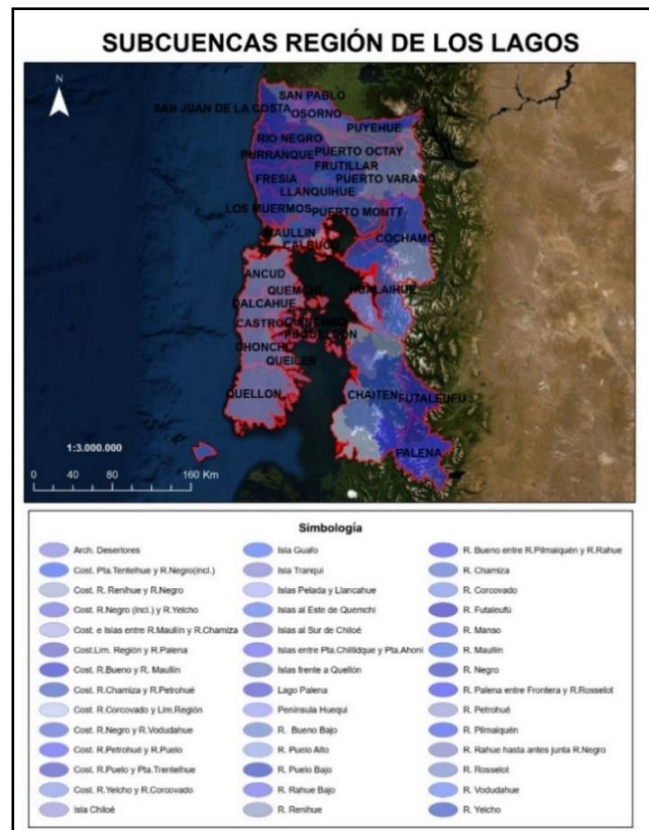 SUBCUENCAS REGIÓN DE LOS LAGOS
N
SAN PABLO
SAN JUAN DE LA COSTA
OSORNO
PUYEHUE
RIO NEGRO
PURRANQUE
PUERTO OCTAY
FRUTILLAR
FRESIA
PUERTO VARAS
LLANQUIHUE
LOS MUERMOS
PUERTO MONTT
MAULLIN
COCHAMO
CALBUCO
ANCUD
QUEMCHI
HUALAIHUE
DALCAHUE
CASTRO
CHONCHI
QUEILEN
QUELLON
CHAITEN
FUTALEUFU
PALENA
1:3.000.000
0 40 80 160 Km
Simbología
Arch. Desertores
Cost. Pta.Tentelhue y R.Negro(incl.)
Cost. R. Renihue y R.Negro
Cost. R.Negro (incl.) y R.Yelcho
Cost. e Islas entre R.Maullín y R.Chamiza
Cost.Lim. Región y R.Palena
Cost. R.Bueno y R. Maullín
Cost. R.Chamiza y R.Petrohué
Cost. R.Corcovado y Lim.Región
Cost. R.Negro y R.Vodudahue
Cost. R.Petrohué y R.Puelo
Cost. R.Puelo y Pta.Trentelhue
Cost. R.Yelcho y R.Corcovado
Isla Chiloé
Isla Guafo
Isla Tranqui
Islas Pelada y Llancahue
Islas al Este de Quemchi
Islas al Sur de Chiloé
Islas entre Pta.Chillidque y Pta.Ahoni
Islas frente a Quellón
Lago Palena
Península Huequi
R. Bueno Bajo
R. Puelo Alto
R. Puelo Bajo
R. Rahue Bajo
R. Renihue
R. Bueno entre R.Pilmaiquén y R.Rahue
R. Chamiza
R. Corcovado
R. Futaleufú
R. Manso
R. Maullín
R. Negro
R. Palena entre Frontera y R.Rosselot
R. Petrohué
R. Pilmaiquén
R. Rahue hasta antes junta R.Negro
R. Rosselot
R. Vodudahue
R. Yelcho